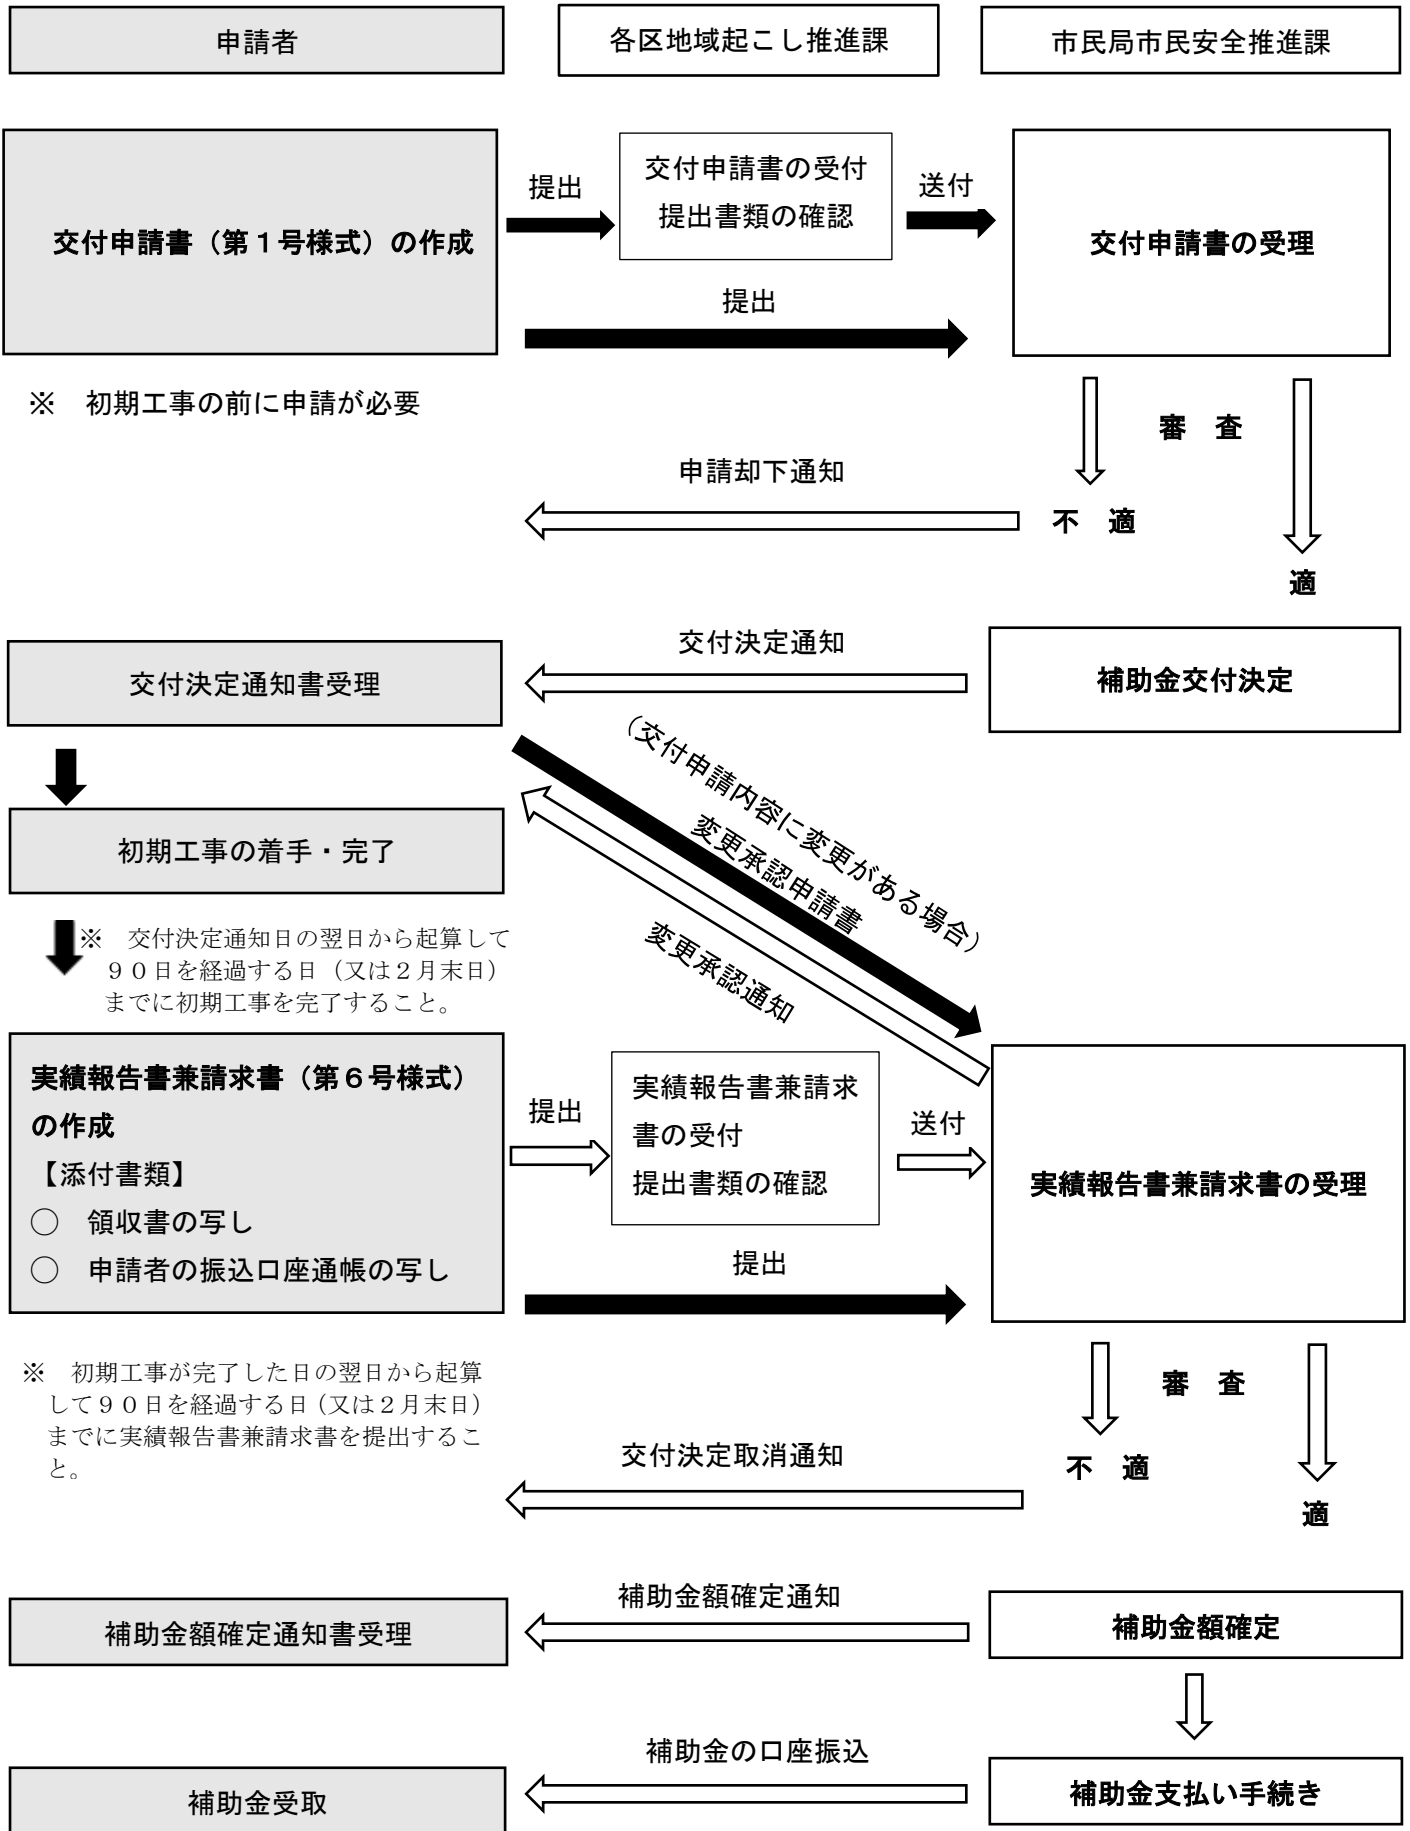 申請者
各区地域起こし推進課
市民局市民安全推進課
交付申請書（第１号様式）の作成
提出
交付申請書の受付
提出書類の確認
送付
交付申請書の受理
提出
※　初期工事の前に申請が必要
審　査
申請却下通知
不　適
適
交付決定通知
補助金交付決定
交付決定通知書受理
（交付申請内容に変更がある場合）
変更承認申請書
変更承認通知
初期工事の着手・完了
※　交付決定通知日の翌日から起算して
９０日を経過する日（又は２月末日）
までに初期工事を完了すること。
実績報告書兼請求書（第６号様式）
の作成
【添付書類】
○　領収書の写し
○　申請者の振込口座通帳の写し
提出
実績報告書兼請求
書の受付
提出書類の確認
送付
実績報告書兼請求書の受理
提出
※　初期工事が完了した日の翌日から起算
して９０日を経過する日（又は２月末日）
までに実績報告書兼請求書を提出するこ
と。
審　査
交付決定取消通知
不　適
適
補助金額確定通知
補助金額確定
補助金額確定通知書受理
補助金の口座振込
補助金支払い手続き
補助金受取